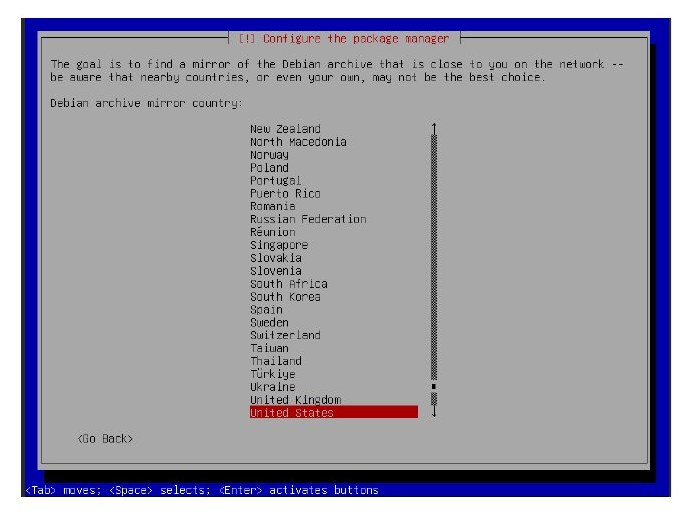 [!] Configure the package manager
The goal is to find a mirror of the Debian archive that is close to you on the network --
be aware that nearby countries, or even your own, may not be the best choice.
Debian archive mirror country:
New Zealand
North Macedonia
Norway
Poland
Portugal
Puerto Rico
Romania
Russian Federation
Réunion
Singapore
Slovakia
Slovenia
South Africa
South Korea
Spain
Sweden
Switzerland
Taiwan
Thailand
Türkiye
Ukraine
United Kingdom
United States
<Go Back>
<Tab> moves; <Space> selects; <Enter> activates buttons